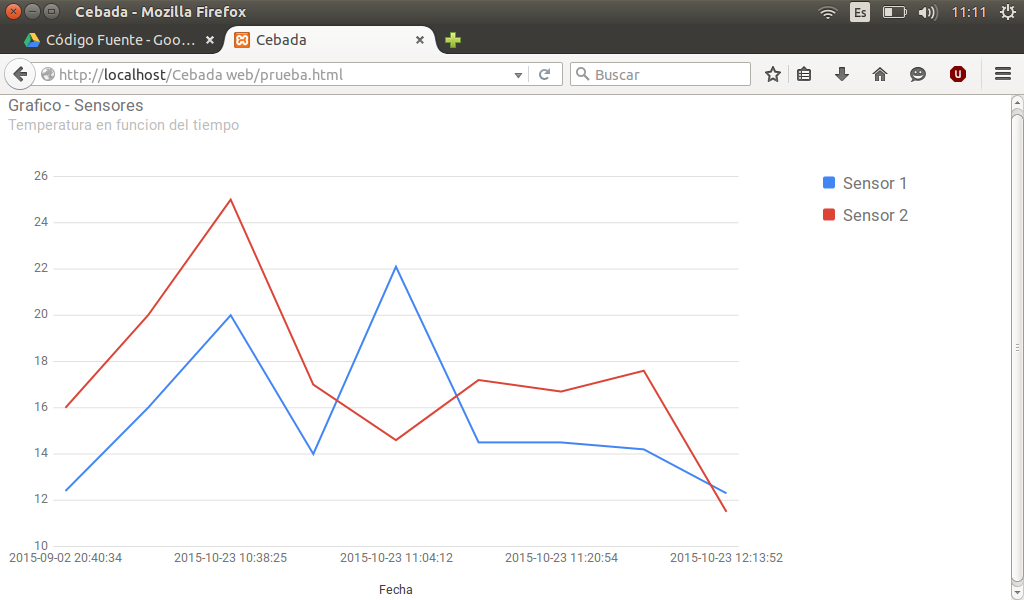 Cebada - Mozilla Firefox
Es
11:11
Código Fuente - Goo...
Cebada
http://localhost/Cebada web/prueba.html
Buscar
Grafico - Sensores
Temperatura en funcion del tiempo
26
24
22
20
18
16
14
12
10
Sensor 1
Sensor 2
2015-09-02 20:40:34
2015-10-23 10:38:25
2015-10-23 11:04:12
2015-10-23 11:20:54
2015-10-23 12:13:52
Fecha